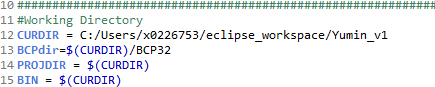 10 ##########################################################
11 #Working Directory
12 CURDIR = C:/Users/x0226753/eclipse_workspace/Yumin_v1
13 BCPdir=$(CURDIR)/BCP32
14 PROJDIR = $(CURDIR)
15 BIN = $(CURDIR)